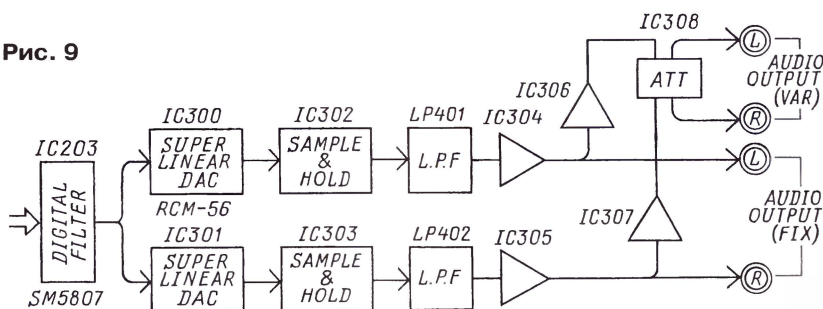 Рис. 9
IC203
DIGITAL
FILTER
SM5807
IC300
SUPER
LINEAR
DAC
RCM-56
IC301
SUPER
LINEAR
DAC
IC302
SAMPLE
&
HOLD
IC303
SAMPLE
&
HOLD
LP401
L.P.F
LP402
L.P.F
IC304
IC305
IC306
IC307
IC308
ATT
L
R
AUDIO
OUTPUT
(VAR)
L
R
AUDIO
OUTPUT
(FIX)